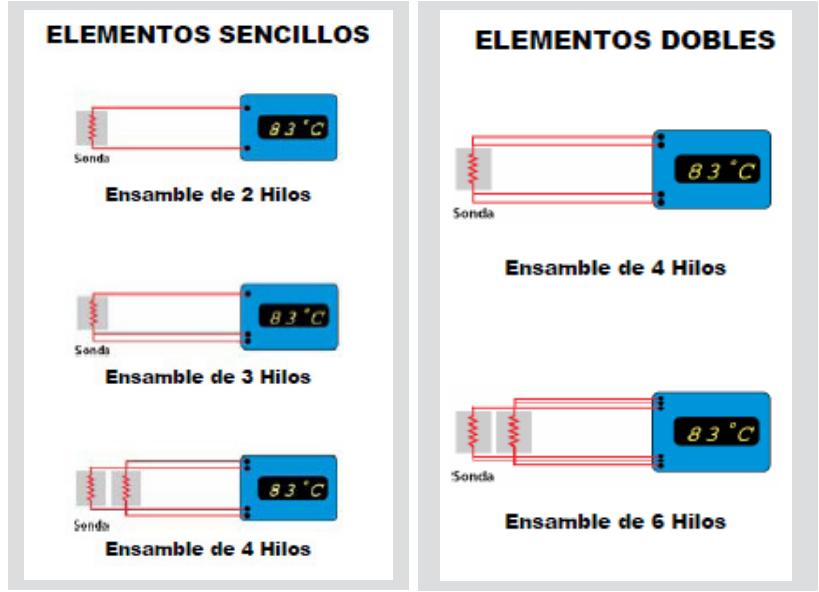 ELEMENTOS SENCILLOS
83°C
Sonda
Ensamble de 2 Hilos
83°C
Sonda
Ensamble de 3 Hilos
83°C
Sonda
Ensamble de 4 Hilos
ELEMENTOS DOBLES
83°C
Sonda
Ensamble de 4 Hilos
83°C
Sonda
Ensamble de 6 Hilos